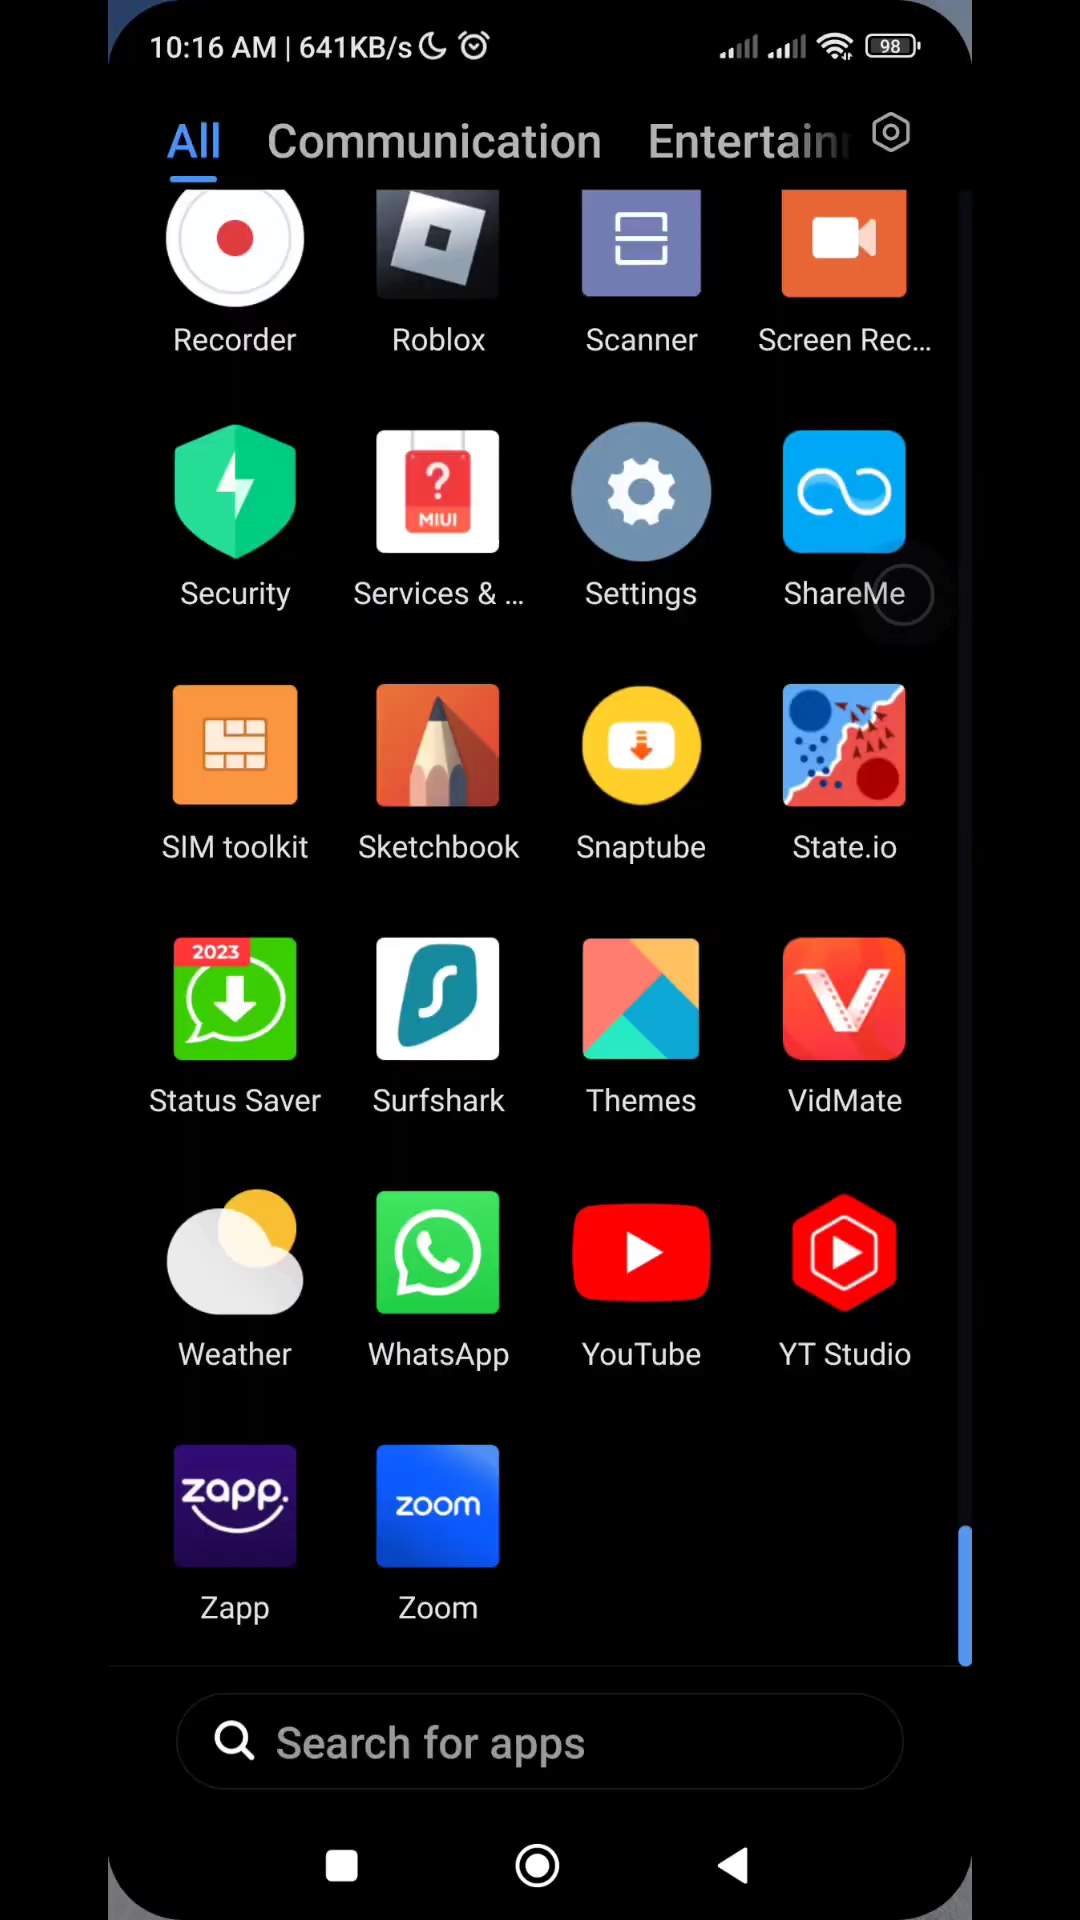 10:16 AM | 641KB/s 98
All Communication Entertain
Recorder Roblox Scanner Screen Rec...
?
MIUI
Security Services & ... Settings ShareMe
SIM toolkit Sketchbook Snaptube State.io
2023
Status Saver Surfshark Themes VidMate
Weather WhatsApp YouTube YT Studio
zapp. zoom
Zapp Zoom
Search for apps